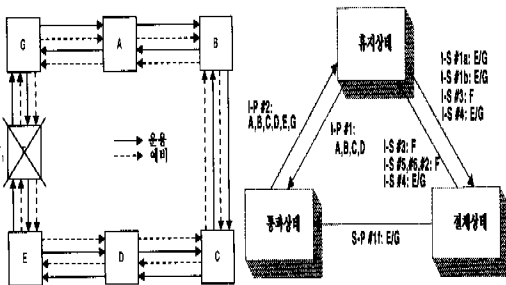 G
A
B
운용
예비
E
D
C
휴지상태
I-P #2:
A,B,C,D,E,G
I-P #1:
A,B,C,D
I-S #1a: E/G
I-S #1b: E/G
I-S #3: F
I-S #4: E/G
I-S #3: F
I-S #5,#6,#2: F
I-S #4: E/G
통과상태
절체상태
S-P #1f: E/G